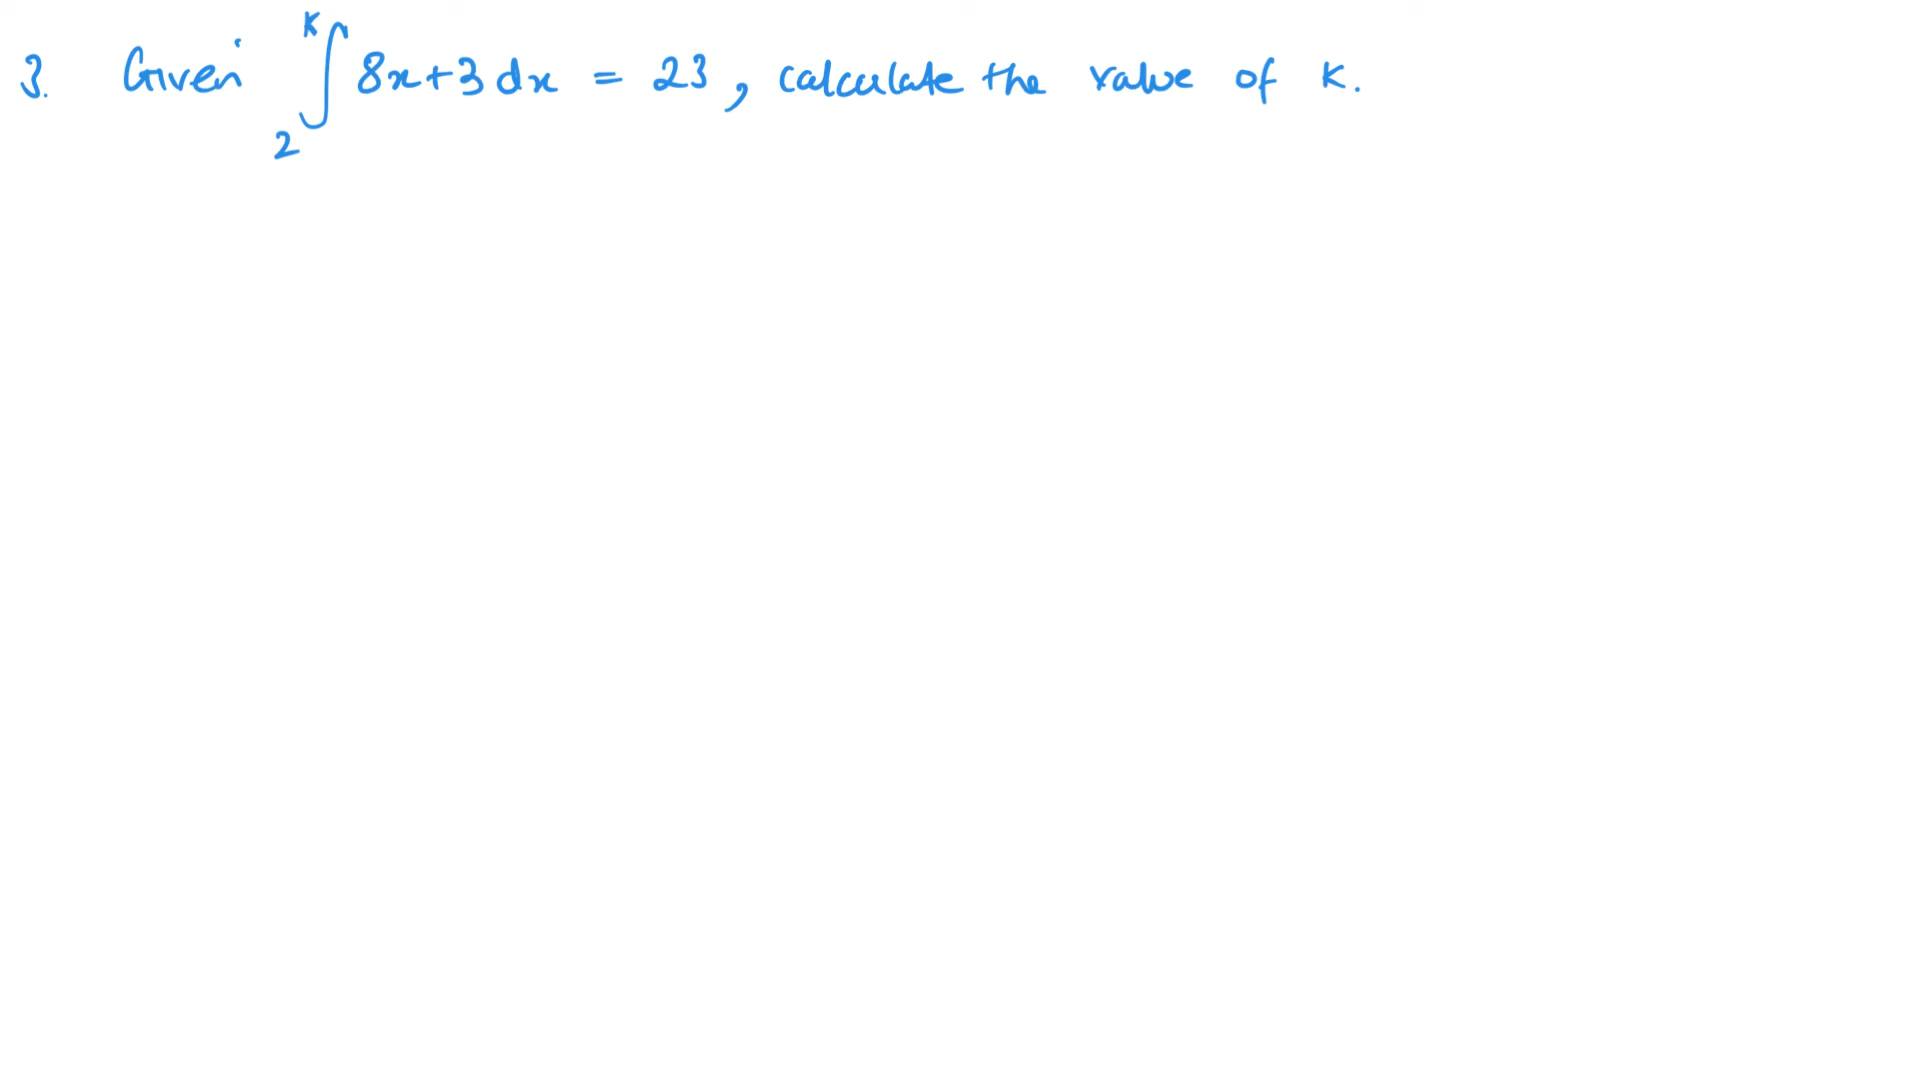 3. Given ∫₂ᴷ 8x+3 dx = 23, calculate the value of K.